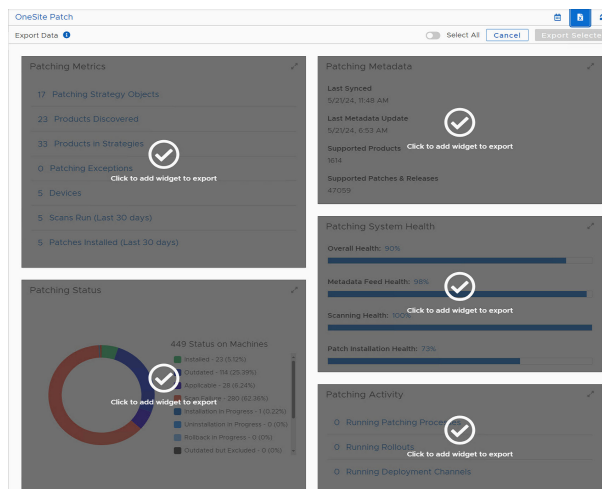 OneSite Patch
Export Data
Select All
Cancel
Export Selecte
Patching Metrics
17 Patching Strategy Objects
23 Products Discovered
33 Products in Strategies
0 Patching Exceptions
Click to add widget to export
5 Devices
5 Scans Run (Last 30 days)
5 Patches Installed (Last 30 days)
Patching Metadata
Last Synced
5/21/24, 11:48 AM
Last Metadata Update
5/21/24, 6:53 AM
Supported Products
Click to add widget to export
1614
Supported Patches & Releases
47059
Patching System Health
Overall Health: 90%
Metadata Feed Health: 98%
Click to add widget to export
Scanning Health: 100%
Patch Installation Health: 73%
Patching Status
449 Status on Machines
Installed - 23 (5.12%)
Outdated - 114 (25.39%)
Applicable - 28 (6.24%)
Scan Failure - 280 (62.36%)
Click to add widget to export
Installation in Progress - 1 (0.22%)
Uninstallation in Progress - 0 (0%)
Rollback in Progress - 0 (0%)
Outdated but Excluded - 0 (0%)
Patching Activity
0 Running Patching Processes
0 Running Rollouts
Click to add widget to export
0 Running Deployment Channels